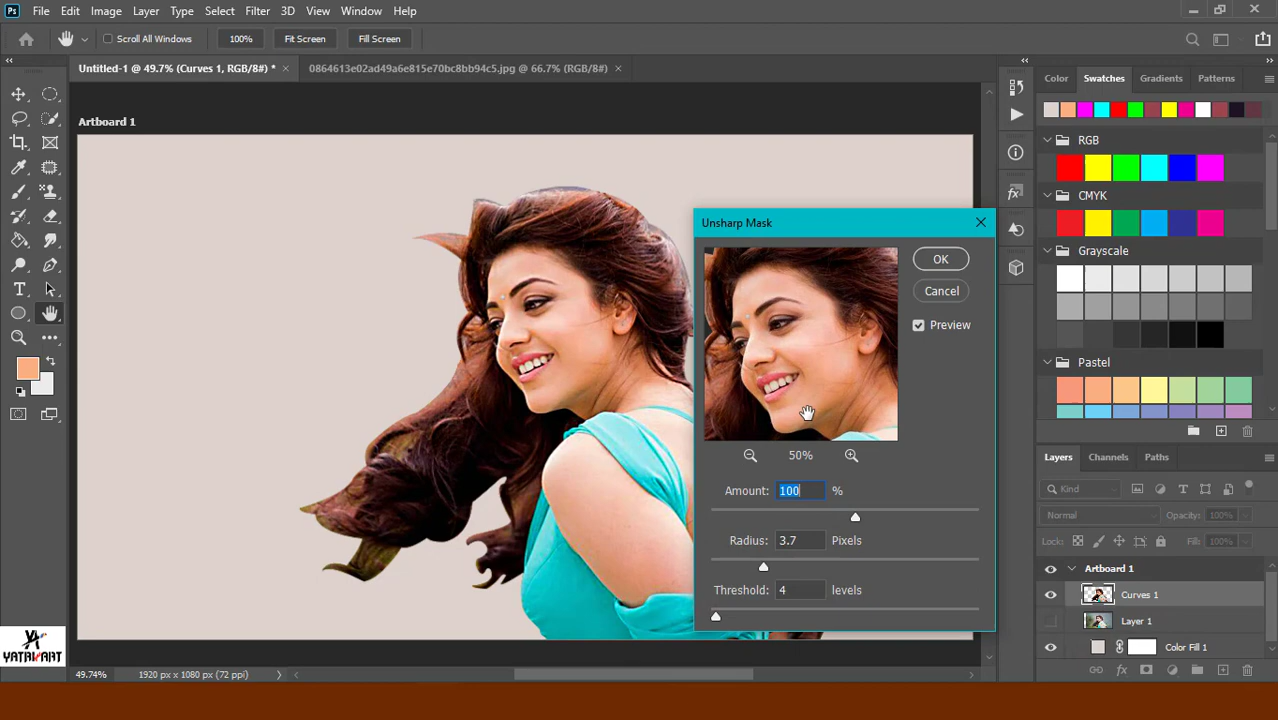 Ps File Edit Image Layer Type Select Filter 3D View Window Help
Scroll All Windows 100% Fit Screen Fill Screen
Untitled-1 @ 49.7% (Curves 1, RGB/8#) * 0864613e02ad49a6e815e70bc8bb94c5.jpg @ 66.7% (RGB/8#)
Artboard 1
Unsharp Mask
OK
Cancel
Preview
50%
Amount: 100 %
Radius: 3.7 Pixels
Threshold: 4 levels
Color Swatches Gradients Patterns
RGB
CMYK
Grayscale
Pastel
Layers Channels Paths
Kind
Normal Opacity: 100%
Lock: Fill: 100%
Artboard 1
Curves 1
Layer 1
Color Fill 1
YA
YATRI ART
49.74% 1920 px x 1080 px (72 ppi)